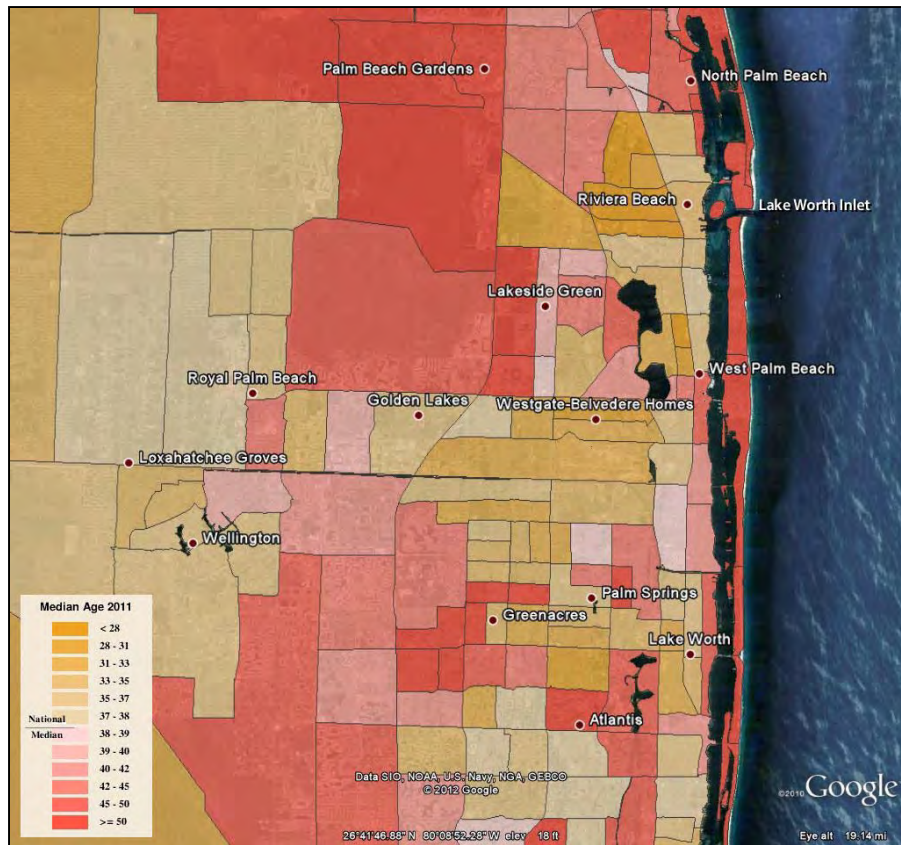 Palm Beach Gardens
North Palm Beach
Riviera Beach
Lake Worth Inlet
Lakeside Green
West Palm Beach
Royal Palm Beach
Golden Lakes
Westgate-Belvedere Homes
Loxahatchee Groves
Wellington
Palm Springs
Greenacres
Lake Worth
Atlantis
Median Age 2011
< 28
28 - 31
31 - 33
33 - 35
35 - 37
37 - 38
National
Median
38 - 39
39 - 40
40 - 42
42 - 45
45 - 50
>= 50
Data SIO, NOAA, U.S. Navy, NGA, GEBCO
© 2012 Google
©2010 Google
26°41'46.88" N 80°08'52.28" W elev 18 ft
Eye alt 19.14 mi